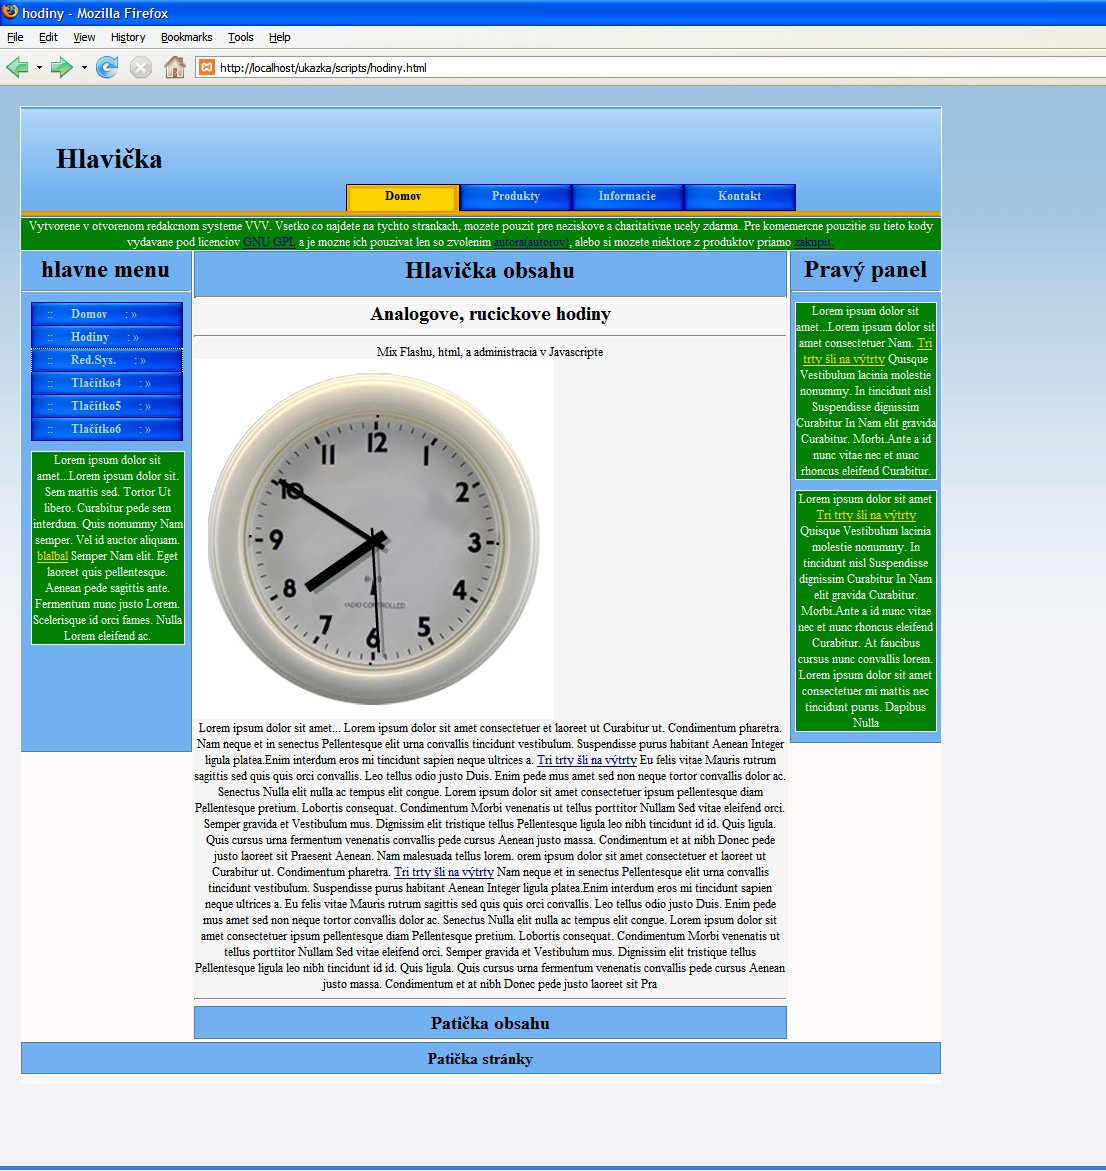 hodiny - Mozilla Firefox
File Edit View History Bookmarks Tools Help
http://localhost/ukazka/scripts/hodiny.html
Hlavička
Domov Produkty Informacie Kontakt
Vytvorene v otvorenom redakcnom systeme VVV. Vsetko co najdete na tychto strankach, mozete pouzit pre neziskove a charitativne ucely zdarma. Pre komemercne pouzitie su tieto kody
vydavane pod licenciov GNU GPL a je mozne ich pouzivat len so zvolenim autora(autorov), alebo si mozete niektore z produktov priamo zakupit.
hlavne menu
:: Domov : »
:: Hodiny : »
:: Red.Sys. : »
:: Tlačítko4 : »
:: Tlačítko5 : »
:: Tlačítko6 : »
Lorem ipsum dolor sit
amet...Lorem ipsum dolor sit.
Sem mattis sed. Tortor Ut
libero. Curabitur pede sem
interdum. Quis nonummy Nam
semper. Vel id auctor aliquam.
blalbal Semper Nam elit. Eget
laoreet quis pellentesque.
Aenean pede sagittis ante.
Fermentum nunc justo Lorem.
Scelerisque id orci fames. Nulla
Lorem eleifend ac.
Hlavička obsahu
Analogove, rucickove hodiny
Mix Flashu, html, a administracia v Javascripte
12
1
2
3
4
5
6
7
8
9
10
RADIO CONTROLLED
Lorem ipsum dolor sit amet... Lorem ipsum dolor sit amet consectetuer et laoreet ut Curabitur ut. Condimentum pharetra.
Nam neque et in senectus Pellentesque elit urna convallis tincidunt vestibulum. Suspendisse purus habitant Aenean Integer
ligula platea.Enim interdum eros mi tincidunt sapien neque ultrices a. Tri trty šli na výtrty Eu felis vitae Mauris rutrum
sagittis sed quis quis orci convallis. Leo tellus odio justo Duis. Enim pede mus amet sed non neque tortor convallis dolor ac.
Senectus Nulla elit nulla ac tempus elit congue. Lorem ipsum dolor sit amet consectetuer ipsum pellentesque diam
Pellentesque pretium. Lobortis consequat. Condimentum Morbi venenatis ut tellus porttitor Nullam Sed vitae eleifend orci.
Semper gravida et Vestibulum mus. Dignissim elit tristique tellus Pellentesque ligula leo nibh tincidunt id id. Quis ligula.
Quis cursus urna fermentum venenatis convallis pede cursus Aenean justo massa. Condimentum et at nibh Donec pede
justo laoreet sit Praesent Aenean. Nam malesuada tellus lorem. orem ipsum dolor sit amet consectetuer et laoreet ut
Curabitur ut. Condimentum pharetra. Tri trty šli na výtrty Nam neque et in senectus Pellentesque elit urna convallis
tincidunt vestibulum. Suspendisse purus habitant Aenean Integer ligula platea.Enim interdum eros mi tincidunt sapien
neque ultrices a. Eu felis vitae Mauris rutrum sagittis sed quis quis orci convallis. Leo tellus odio justo Duis. Enim pede
mus amet sed non neque tortor convallis dolor ac. Senectus Nulla elit nulla ac tempus elit congue. Lorem ipsum dolor sit
amet consectetuer ipsum pellentesque diam Pellentesque pretium. Lobortis consequat. Condimentum Morbi venenatis ut
tellus porttitor Nullam Sed vitae eleifend orci. Semper gravida et Vestibulum mus. Dignissim elit tristique tellus
Pellentesque ligula leo nibh tincidunt id id. Quis ligula. Quis cursus urna fermentum venenatis convallis pede cursus Aenean
justo massa. Condimentum et at nibh Donec pede justo laoreet sit Pra
Patička obsahu
Pravý panel
Lorem ipsum dolor sit
amet...Lorem ipsum dolor sit
amet consectetuer Nam. Tri
trty šli na výtrty Quisque
Vestibulum lacinia molestie
nonummy. In tincidunt nisl
Suspendisse dignissim
Curabitur In Nam elit gravida
Curabitur. Morbi.Ante a id
nunc vitae nec et nunc
rhoncus eleifend Curabitur.
Lorem ipsum dolor sit amet
Tri trty šli na výtrty
Quisque Vestibulum lacinia
molestie nonummy. In
tincidunt nisl Suspendisse
dignissim Curabitur In Nam
elit gravida Curabitur.
Morbi.Ante a id nunc vitae
nec et nunc rhoncus eleifend
Curabitur. At faucibus
cursus nunc convallis lorem.
Lorem ipsum dolor sit amet
consectetuer mi mattis nec
tincidunt purus. Dapibus
Nulla
Patička stránky